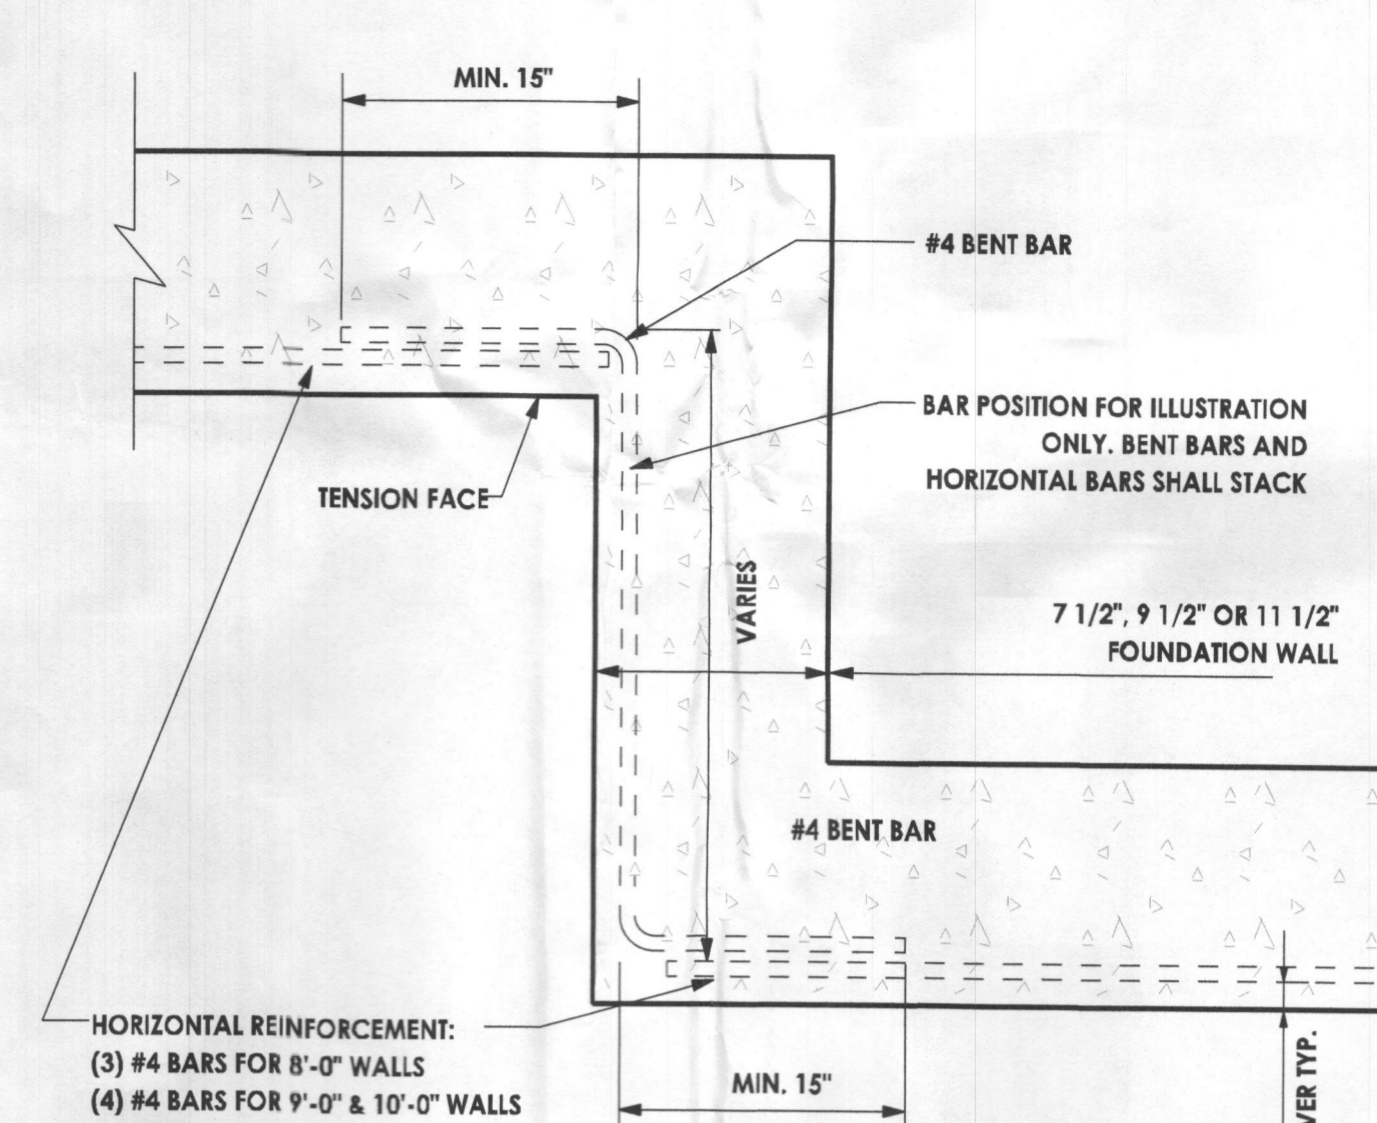 MIN. 15"
#4 BENT BAR
BAR POSITION FOR ILLUSTRATION
ONLY. BENT BARS AND
HORIZONTAL BARS SHALL STACK
TENSION FACE
VARIES
7 1/2", 9 1/2" OR 11 1/2"
FOUNDATION WALL
#4 BENT BAR
HORIZONTAL REINFORCEMENT:
(3) #4 BARS FOR 8'-0" WALLS
(4) #4 BARS FOR 9'-0" & 10'-0" WALLS
MIN. 15"
TYP.